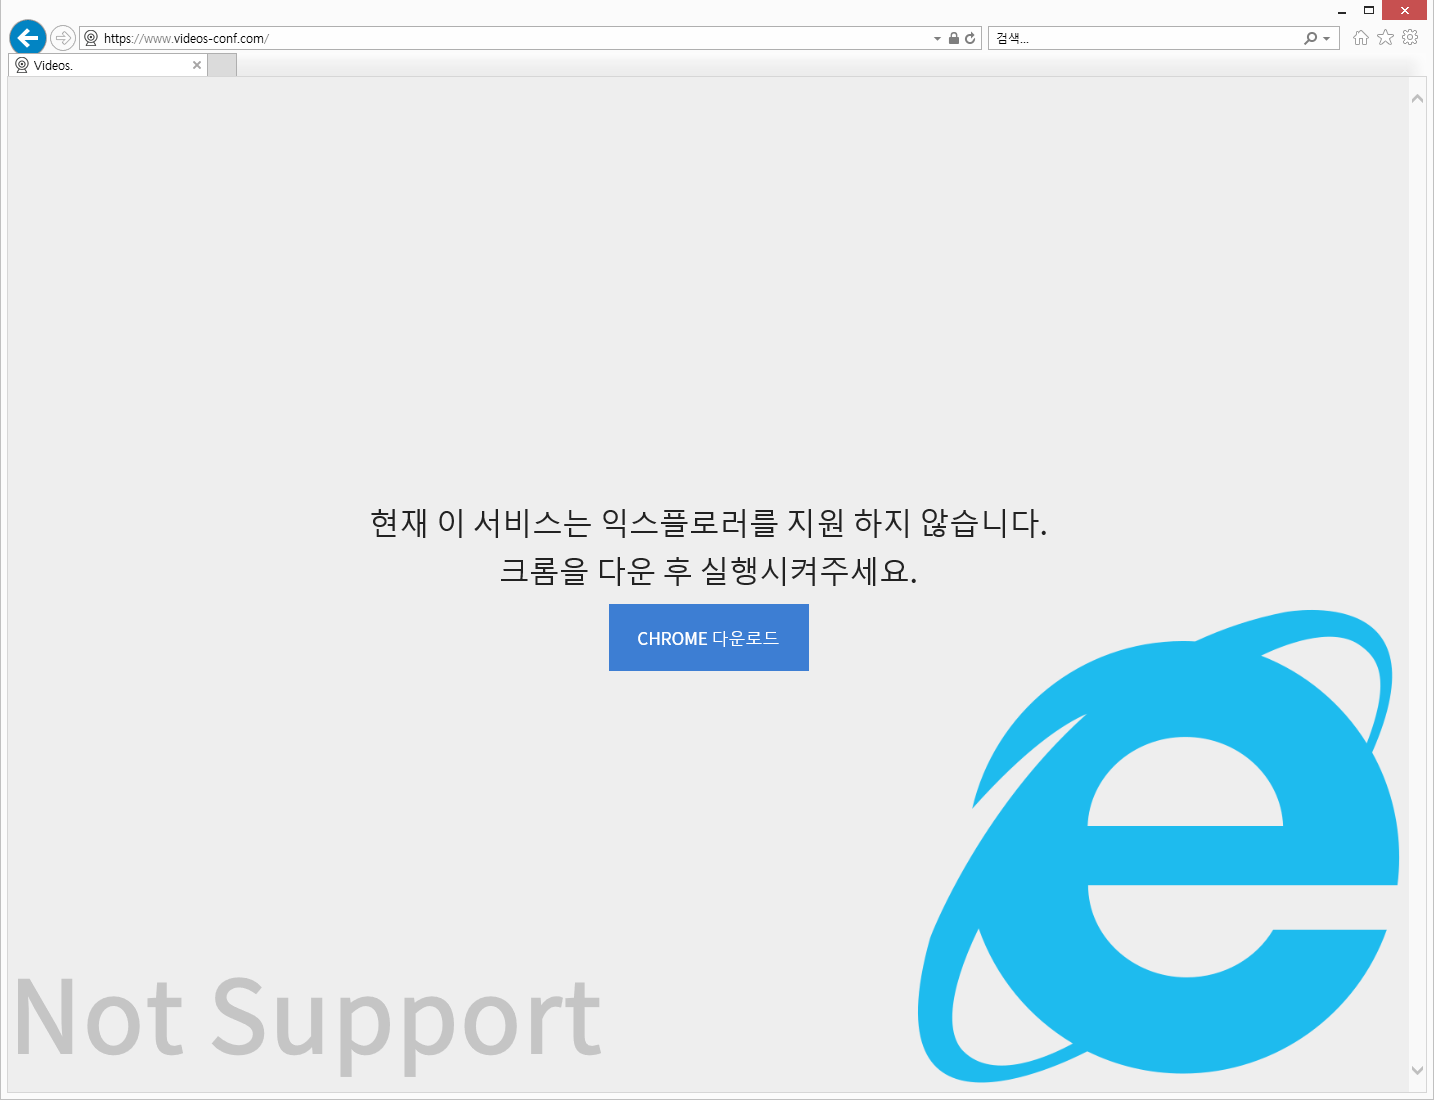 https://www.videos-conf.com/
검색...
Videos.
현재 이 서비스는 익스플로러를 지원 하지 않습니다.
크롬을 다운 후 실행시켜주세요.
CHROME 다운로드
Not Support